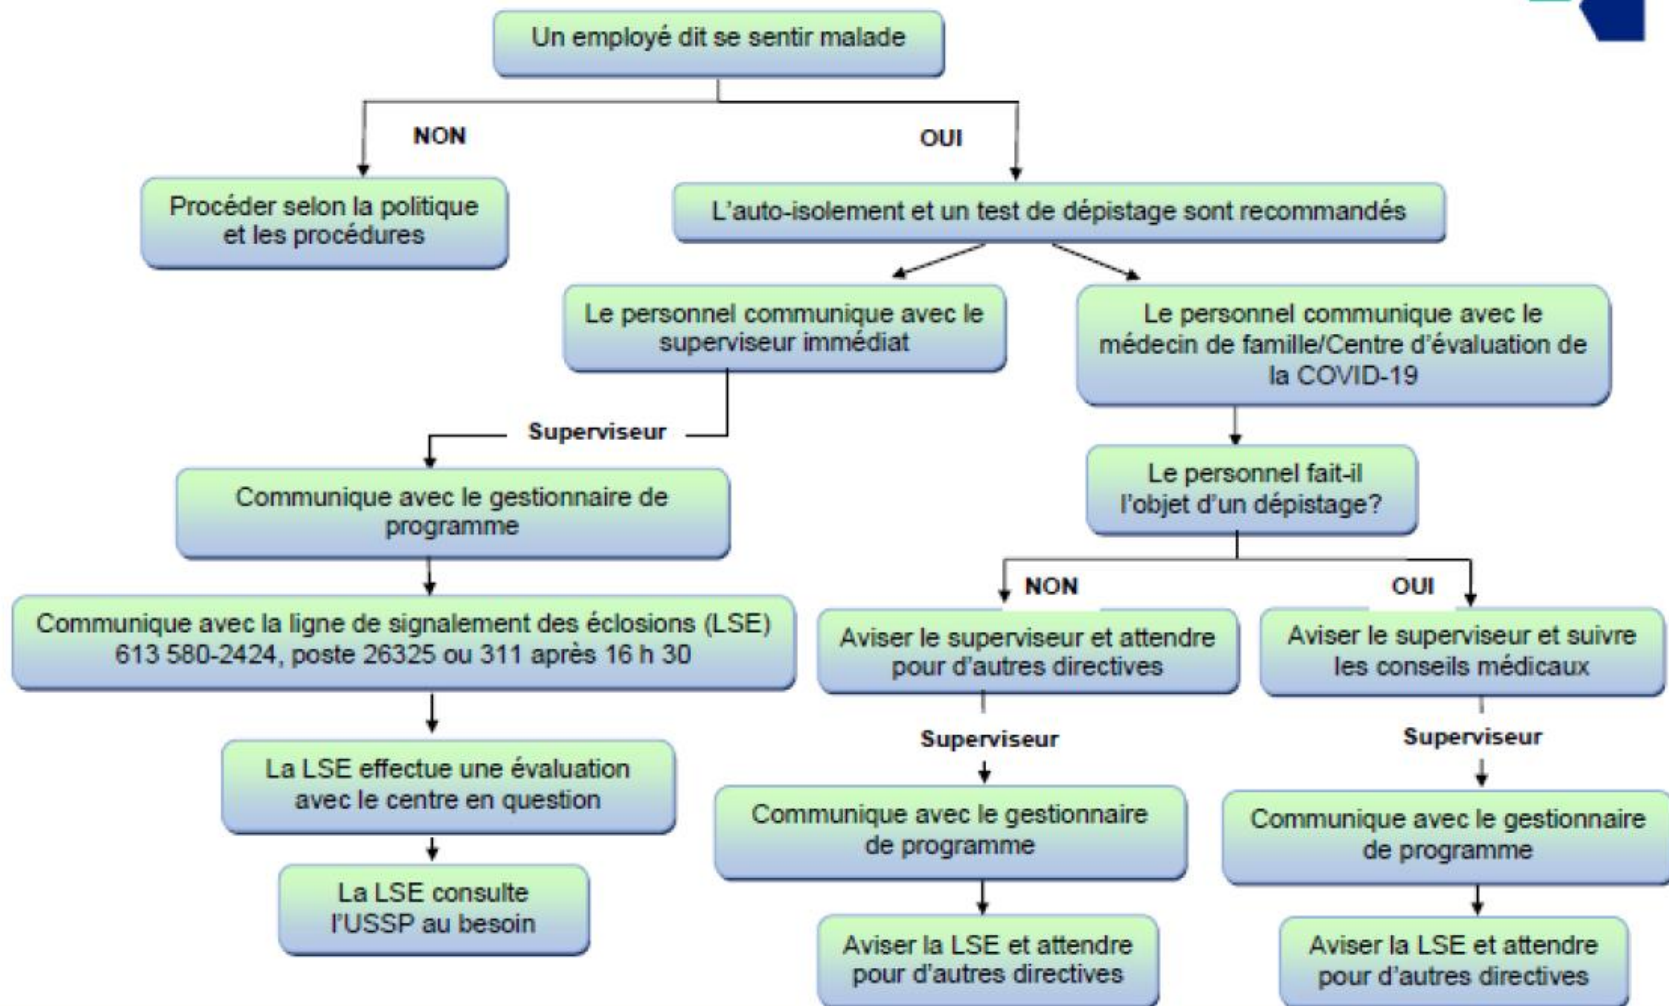 Un employé dit se sentir malade
NON
OUI
Procéder selon la politique
et les procédures
L'auto-isolement et un test de dépistage sont recommandés
Le personnel communique avec le
superviseur immédiat
Le personnel communique avec le
médecin de famille/Centre d'évaluation de
la COVID-19
Superviseur
Communique avec le gestionnaire de
programme
Le personnel fait-il
l'objet d'un dépistage?
Communique avec la ligne de signalement des éclosions (LSE)
613 580-2424, poste 26325 ou 311 après 16 h 30
NON
OUI
Aviser le superviseur et attendre
pour d'autres directives
Aviser le superviseur et suivre
les conseils médicaux
La LSE effectue une évaluation
avec le centre en question
Superviseur
Superviseur
Communique avec le gestionnaire
de programme
Communique avec le gestionnaire
de programme
La LSE consulte
l'USSP au besoin
Aviser la LSE et attendre
pour d'autres directives
Aviser la LSE et attendre
pour d'autres directives